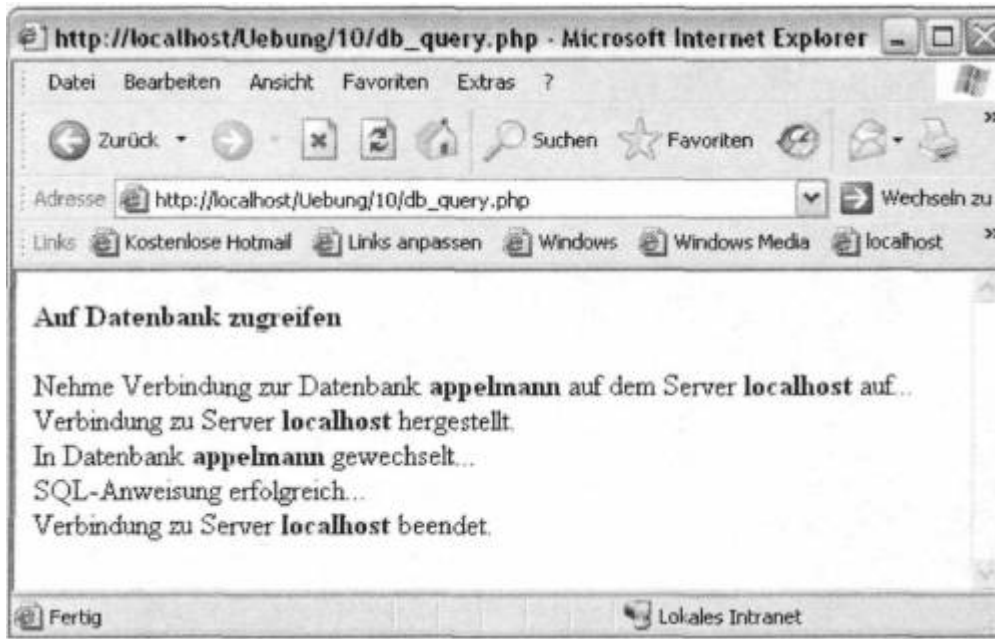 http://localhost/Uebung/10/db_query.php - Microsoft Internet Explorer
Datei Bearbeiten Ansicht Favoriten Extras ?
Zurück Suchen Favoriten »
Adresse http://localhost/Uebung/10/db_query.php Wechseln zu
Links Kostenlose Hotmail Links anpassen Windows Windows Media localhost »
Auf Datenbank zugreifen
Nehme Verbindung zur Datenbank appelmann auf dem Server localhost auf...
Verbindung zu Server localhost hergestellt.
In Datenbank appelmann gewechselt...
SQL-Anweisung erfolgreich...
Verbindung zu Server localhost beendet.
Fertig Lokales Intranet